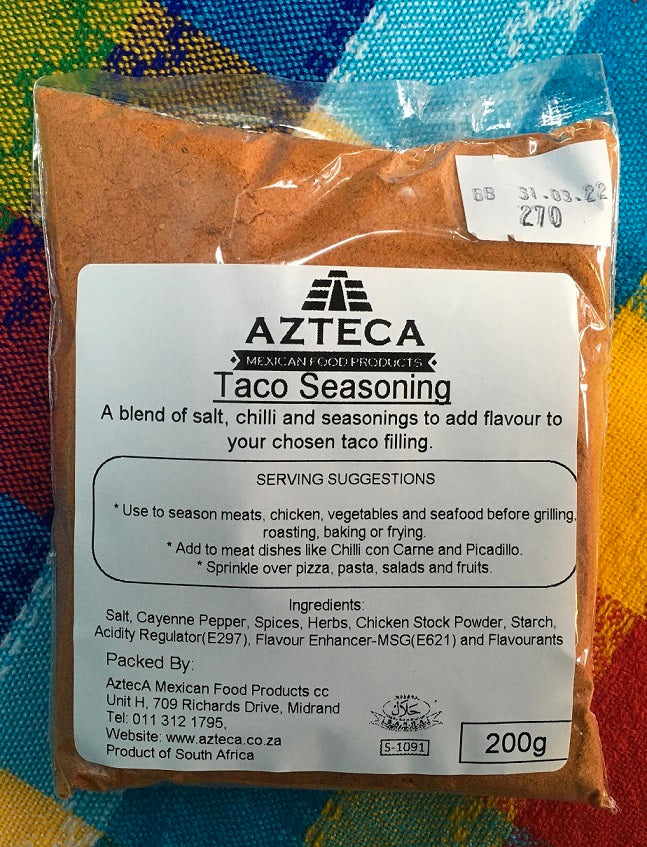 BB 31.03.22
270
AZTECA
MEXICAN FOOD PRODUCTS
Taco Seasoning
A blend of salt, chilli and seasonings to add flavour to
your chosen taco filling.
SERVING SUGGESTIONS
* Use to season meats, chicken, vegetables and seafood before grilling,
roasting, baking or frying.
* Add to meat dishes like Chilli con Carne and Picadillo.
* Sprinkle over pizza, pasta, salads and fruits.
Ingredients:
Salt, Cayenne Pepper, Spices, Herbs, Chicken Stock Powder, Starch,
Acidity Regulator(E297), Flavour Enhancer-MSG(E621) and Flavourants
Packed By:
AztecA Mexican Food Products cc
Unit H, 709 Richards Drive, Midrand
Tel: 011 312 1795,
Website: www.azteca.co.za
Product of South Africa
حلال
S-1091
200g